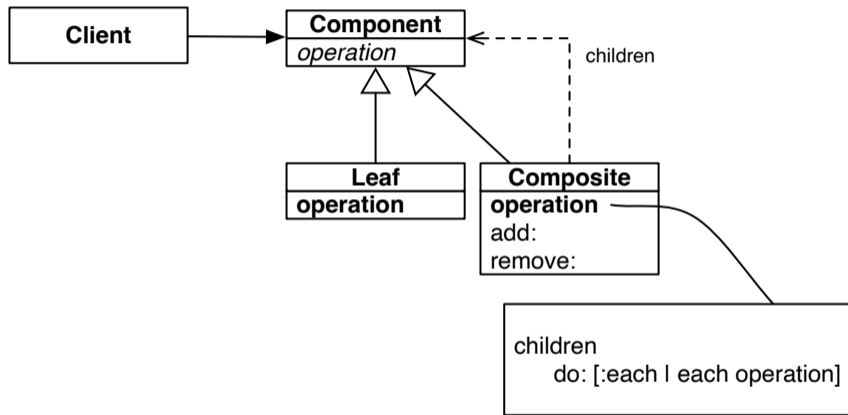 Client
Component
operation
children
Leaf
operation
Composite
operation
add:
remove:
children
do: [:each | each operation]